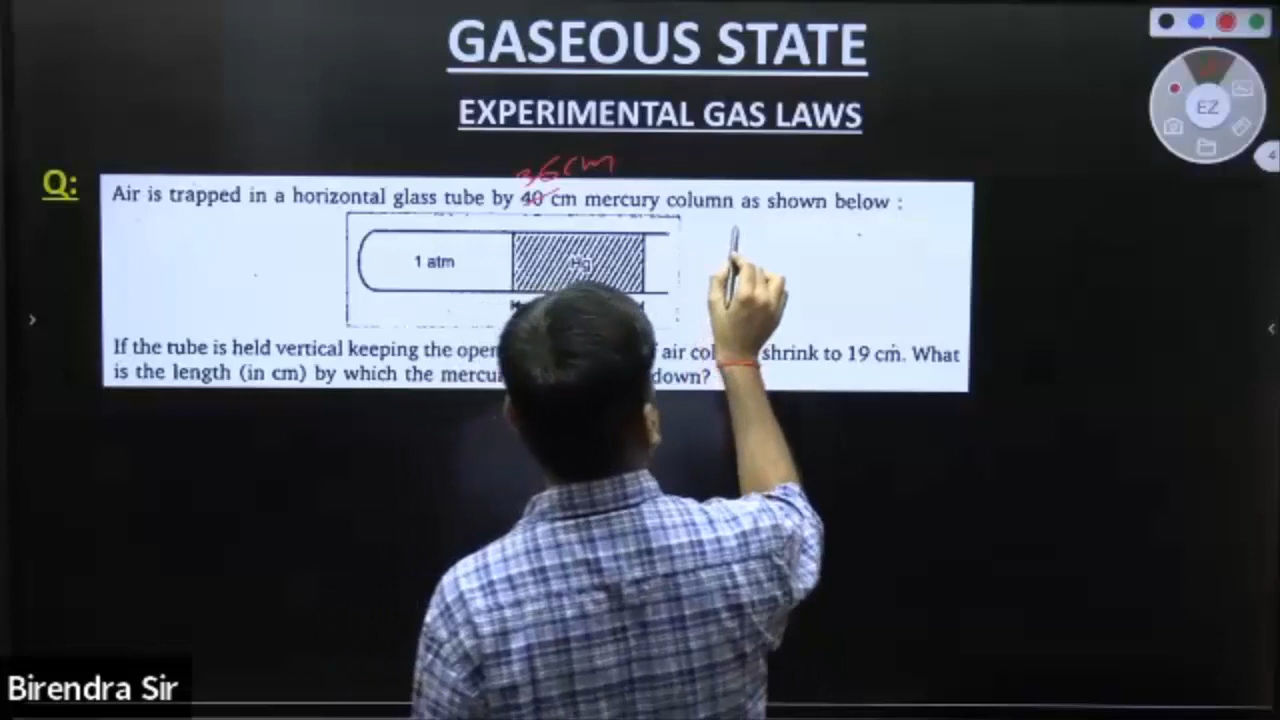 GASEOUS STATE
EXPERIMENTAL GAS LAWS
EZ
4
36cm
Q:
Air is trapped in a horizontal glass tube by 40 cm mercury column as shown below :
1 atm
Hg
If the tube is held vertical keeping the open air shrink to 19 cm. What
is the length (in cm) by which the down?
Birendra Sir